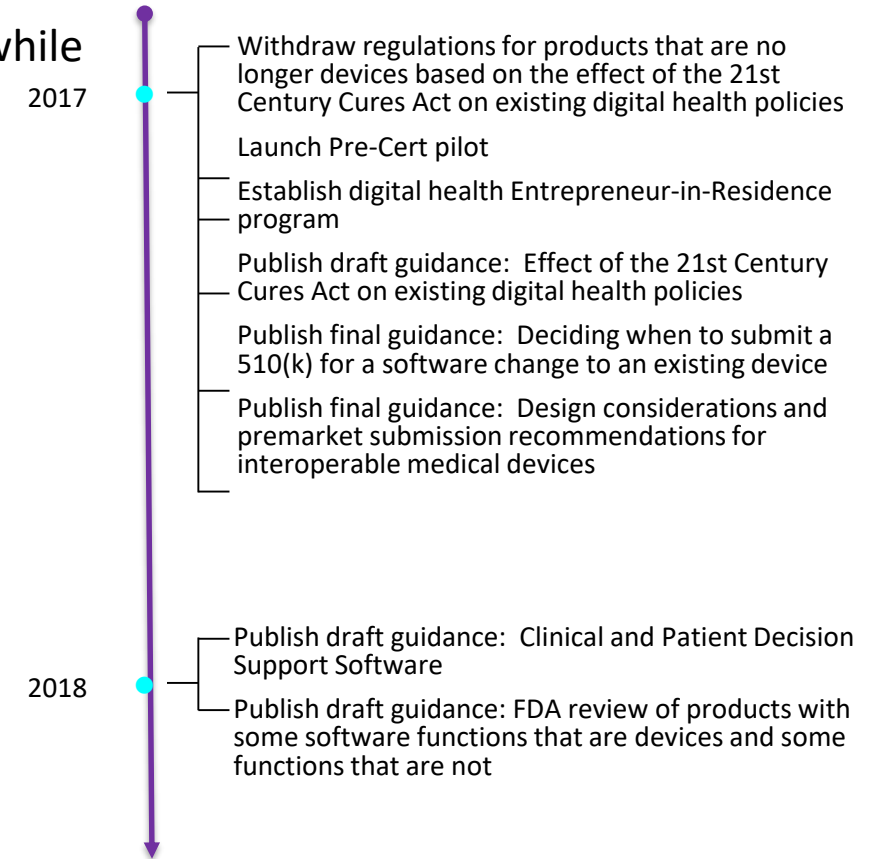 while
2017
Withdraw regulations for products that are no
longer devices based on the effect of the 21st
Century Cures Act on existing digital health policies
Launch Pre-Cert pilot
Establish digital health Entrepreneur-in-Residence
program
Publish draft guidance:  Effect of the 21st Century
Cures Act on existing digital health policies
Publish final guidance:  Deciding when to submit a
510(k) for a software change to an existing device
Publish final guidance:  Design considerations and
premarket submission recommendations for
interoperable medical devices
2018
Publish draft guidance:  Clinical and Patient Decision
Support Software
Publish draft guidance: FDA review of products with
some software functions that are devices and some
functions that are not